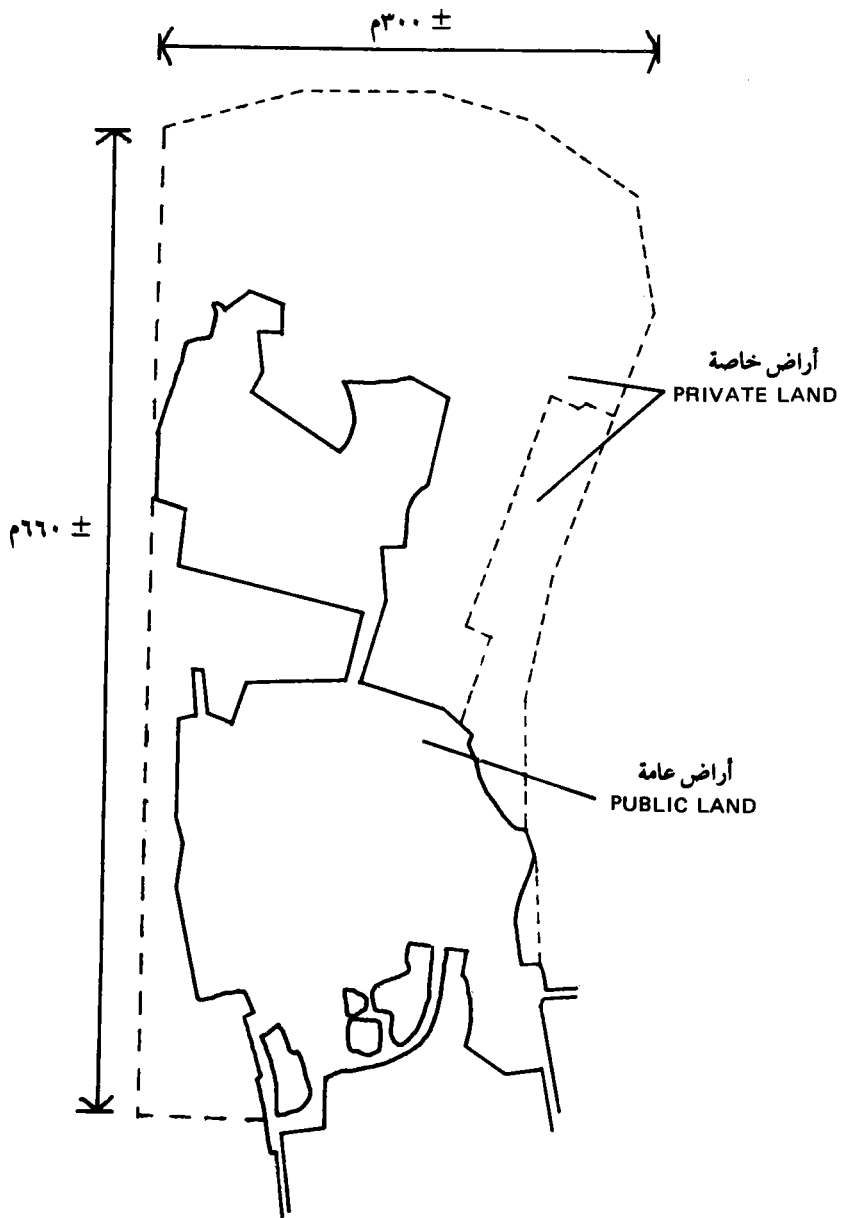 ± ٣٠٠م
أراض خاصة
PRIVATE LAND
± ٦٦٠م
أراض عامة
PUBLIC LAND